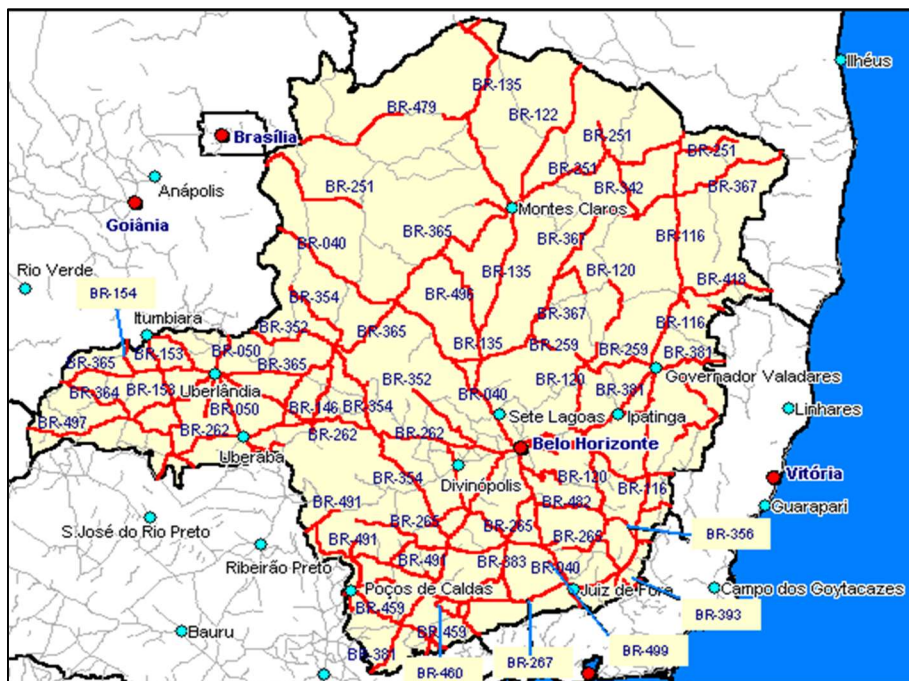 Ilhéus
BR-135
BR-479
BR-122
Brasília
BR-251
BR-251
Anápolis
BR-251
BR-251
BR-342
BR-367
Goiânia
Montes Claros
BR-365
BR-367
BR-116
BR-040
BR-135
BR-120
Rio Verde
BR-418
BR-154
BR-354
BR-496
BR-367
BR-116
Itumbiara
BR-352
BR-365
BR-135
BR-259
BR-259
BR-381
BR-365
BR-153
BR-050
BR-365
Uberlândia
BR-352
BR-120
BR-381
Governador Valadares
BR-364
BR-153
BR-050
BR-146
BR-354
BR-040
Sete Lagoas
Ipatinga
Linhares
BR-497
BR-262
BR-262
BR-262
Belo Horizonte
Uberaba
Divinópolis
BR-120
Vitória
BR-354
BR-116
BR-491
BR-482
Guarapari
S.José do Rio Preto
BR-265
BR-265
BR-265
BR-356
Ribeirão Preto
BR-491
BR-491
BR-383
BR-040
Poços de Caldas
Juiz de Fora
Campo dos Goytacazes
BR-459
BR-393
Bauru
BR-459
BR-381
BR-499
BR-460
BR-267